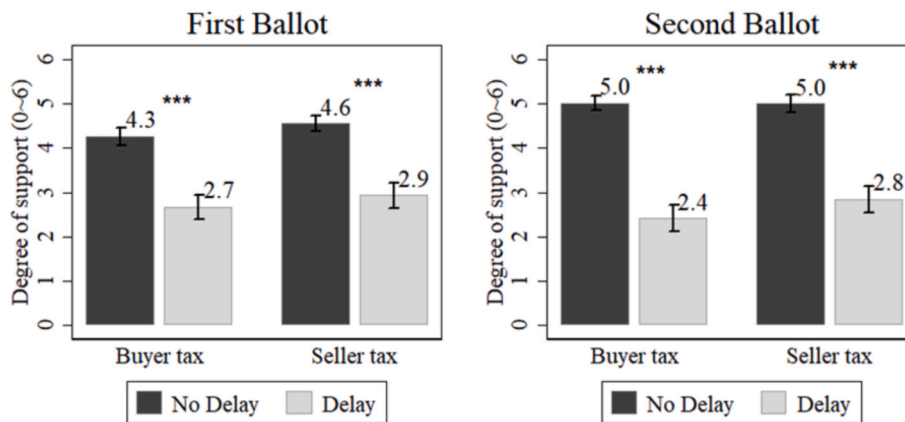 First Ballot
Degree of support (0~6)
6
5
4
3
2
1
0
4.3
***
2.7
4.6
***
2.9
Buyer tax
Seller tax
No Delay
Delay
Second Ballot
Degree of support (0~6)
6
5
4
3
2
1
0
5.0
***
2.4
5.0
***
2.8
Buyer tax
Seller tax
No Delay
Delay